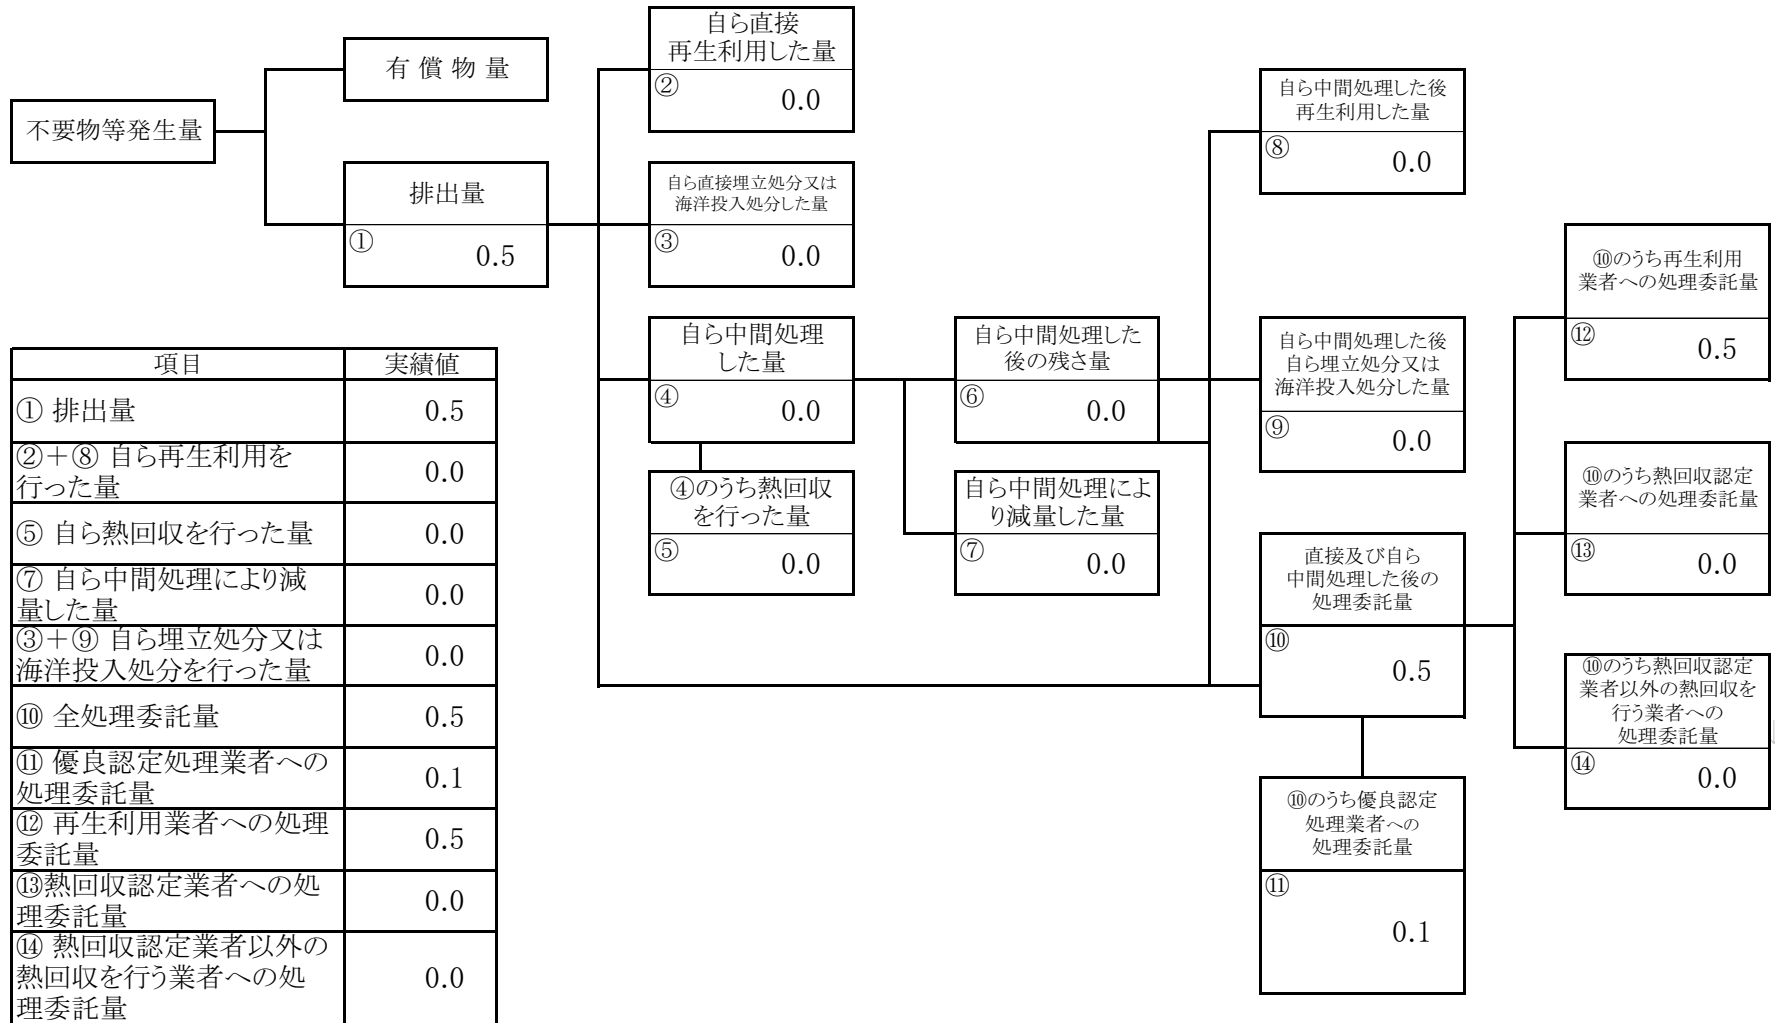 不要物等発生量
有 償 物 量
排出量
①
0.5
自ら直接
再生利用した量
②
0.0
自ら直接埋立処分又は
海洋投入処分した量
③
0.0
自ら中間処理
した量
④
0.0
④のうち熱回収
を行った量
⑤
0.0
自ら中間処理した
後の残さ量
⑥
0.0
自ら中間処理によ
り減量した量
⑦
0.0
自ら中間処理した後
再生利用した量
⑧
0.0
自ら中間処理した後
自ら埋立処分又は
海洋投入処分した量
⑨
0.0
直接及び自ら
中間処理した後の
処理委託量
⑩
0.5
⑩のうち優良認定
処理業者への
処理委託量
⑪
0.1
⑩のうち再生利用
業者への処理委託量
⑫
0.5
⑩のうち熱回収認定
業者への処理委託量
⑬
0.0
⑩のうち熱回収認定
業者以外の熱回収を
行う業者への
処理委託量
⑭
0.0
項目 実績値
① 排出量 0.5
②＋⑧ 自ら再生利用を
行った量
0.0
⑤ 自ら熱回収を行った量 0.0
⑦ 自ら中間処理により減
量した量
0.0
③＋⑨ 自ら埋立処分又は
海洋投入処分を行った量
0.0
⑩ 全処理委託量 0.5
⑪ 優良認定処理業者への
処理委託量
0.1
⑫ 再生利用業者への処理
委託量
0.5
⑬熱回収認定業者への処
理委託量
0.0
⑭ 熱回収認定業者以外の
熱回収を行う業者への処
理委託量
0.0